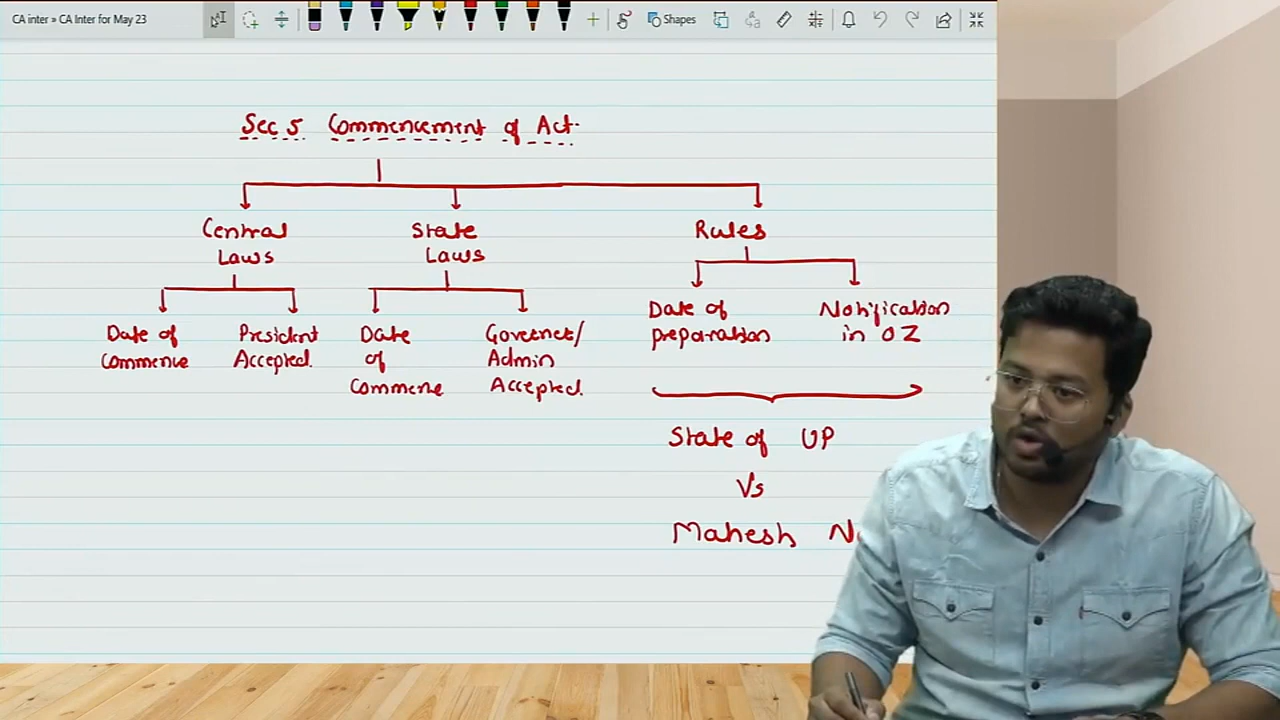 CA inter » CA Inter for May 23
Shapes
Sec 5 Commencement of Act.
Central
Laws
State
Laws
Rules
Date of
Commence
President
Accepted.
Date
of
Commene
Governer/
Admin
Accepted.
Date of
preparation
Notification
in OZ
State of UP
Vs
Mahesh